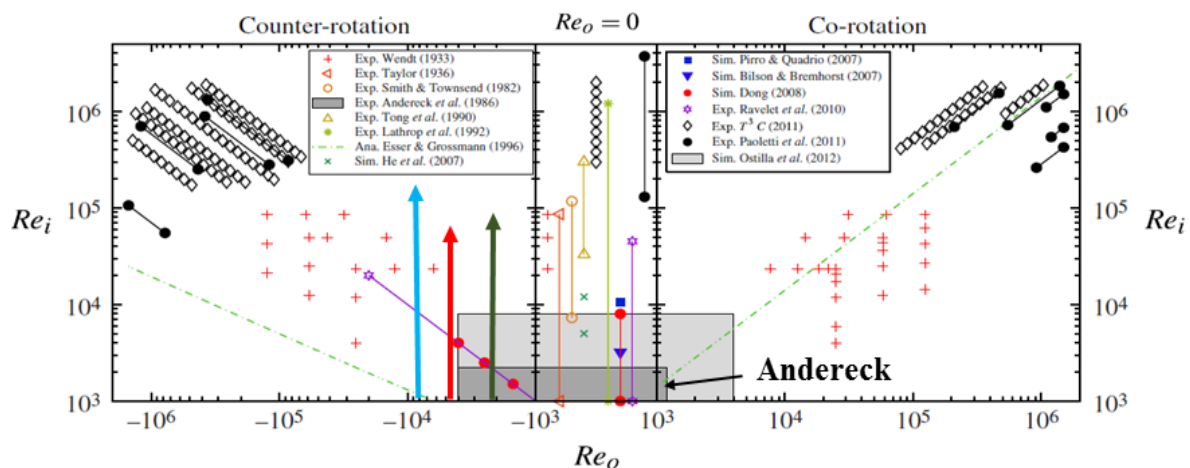 Counter-rotation
Re_o = 0
Co-rotation
Exp. Wendt (1933)
Exp. Taylor (1936)
Exp. Smith & Townsend (1982)
Exp. Andereck et al. (1986)
Exp. Tong et al. (1990)
Exp. Lathrop et al. (1992)
Ana. Esser & Grossmann (1996)
Sim. He et al. (2007)
Sim. Pirro & Quadrio (2007)
Sim. Bilson & Bremhorst (2007)
Sim. Dong (2008)
Exp. Ravelet et al. (2010)
Exp. T³C (2011)
Exp. Paoletti et al. (2011)
Sim. Ostilla et al. (2012)
10⁶
10⁵
Re_i
10⁴
10³
10⁶
10⁵
Re_i
10⁴
10³
Andereck
−10⁶
−10⁵
−10⁴
−10³
10³
10⁴
10⁵
10⁶
Re_o